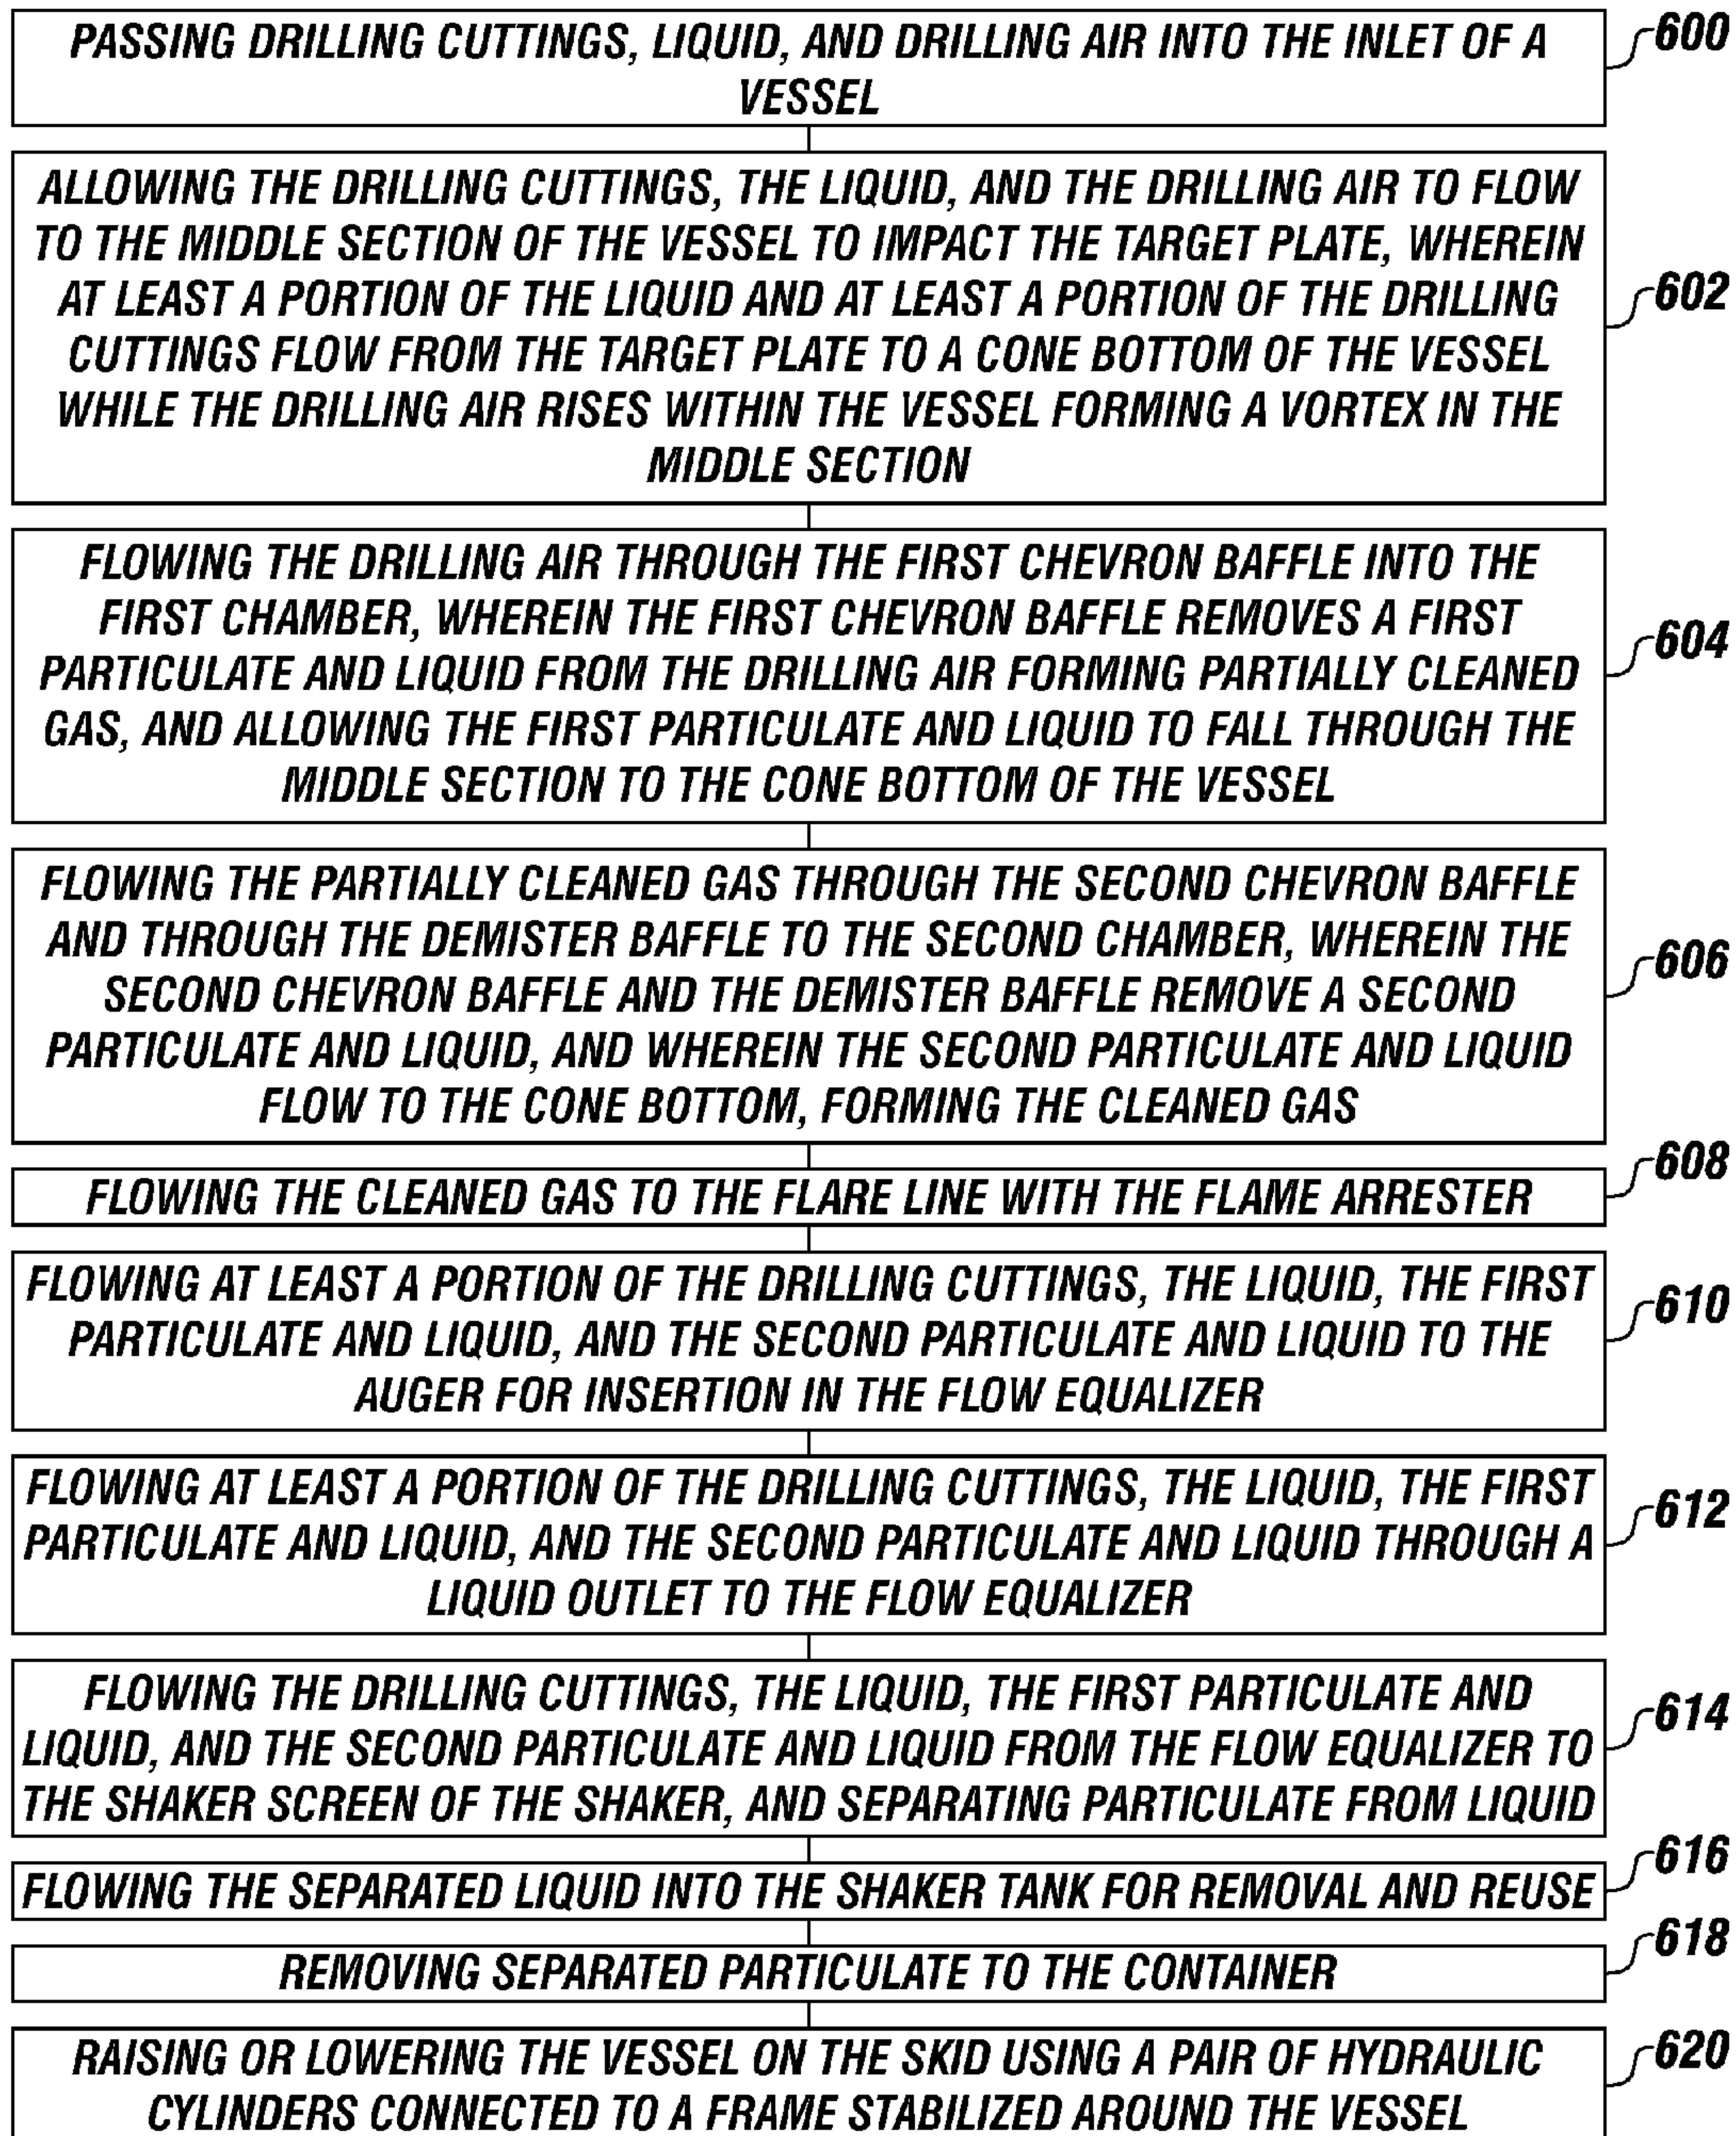 PASSING DRILLING CUTTINGS, LIQUID, AND DRILLING AIR INTO THE INLET OF A
VESSEL
600
ALLOWING THE DRILLING CUTTINGS, THE LIQUID, AND THE DRILLING AIR TO FLOW
TO THE MIDDLE SECTION OF THE VESSEL TO IMPACT THE TARGET PLATE, WHEREIN
AT LEAST A PORTION OF THE LIQUID AND AT LEAST A PORTION OF THE DRILLING
CUTTINGS FLOW FROM THE TARGET PLATE TO A CONE BOTTOM OF THE VESSEL
WHILE THE DRILLING AIR RISES WITHIN THE VESSEL FORMING A VORTEX IN THE
MIDDLE SECTION
602
FLOWING THE DRILLING AIR THROUGH THE FIRST CHEVRON BAFFLE INTO THE
FIRST CHAMBER, WHEREIN THE FIRST CHEVRON BAFFLE REMOVES A FIRST
PARTICULATE AND LIQUID FROM THE DRILLING AIR FORMING PARTIALLY CLEANED
GAS, AND ALLOWING THE FIRST PARTICULATE AND LIQUID TO FALL THROUGH THE
MIDDLE SECTION TO THE CONE BOTTOM OF THE VESSEL
604
FLOWING THE PARTIALLY CLEANED GAS THROUGH THE SECOND CHEVRON BAFFLE
AND THROUGH THE DEMISTER BAFFLE TO THE SECOND CHAMBER, WHEREIN THE
SECOND CHEVRON BAFFLE AND THE DEMISTER BAFFLE REMOVE A SECOND
PARTICULATE AND LIQUID, AND WHEREIN THE SECOND PARTICULATE AND LIQUID
FLOW TO THE CONE BOTTOM, FORMING THE CLEANED GAS
606
FLOWING THE CLEANED GAS TO THE FLARE LINE WITH THE FLAME ARRESTER
608
FLOWING AT LEAST A PORTION OF THE DRILLING CUTTINGS, THE LIQUID, THE FIRST
PARTICULATE AND LIQUID, AND THE SECOND PARTICULATE AND LIQUID TO THE
AUGER FOR INSERTION IN THE FLOW EQUALIZER
610
FLOWING AT LEAST A PORTION OF THE DRILLING CUTTINGS, THE LIQUID, THE FIRST
PARTICULATE AND LIQUID, AND THE SECOND PARTICULATE AND LIQUID THROUGH A
LIQUID OUTLET TO THE FLOW EQUALIZER
612
FLOWING THE DRILLING CUTTINGS, THE LIQUID, THE FIRST PARTICULATE AND
LIQUID, AND THE SECOND PARTICULATE AND LIQUID FROM THE FLOW EQUALIZER TO
THE SHAKER SCREEN OF THE SHAKER, AND SEPARATING PARTICULATE FROM LIQUID
614
FLOWING THE SEPARATED LIQUID INTO THE SHAKER TANK FOR REMOVAL AND REUSE
616
REMOVING SEPARATED PARTICULATE TO THE CONTAINER
618
RAISING OR LOWERING THE VESSEL ON THE SKID USING A PAIR OF HYDRAULIC
CYLINDERS CONNECTED TO A FRAME STABILIZED AROUND THE VESSEL
620